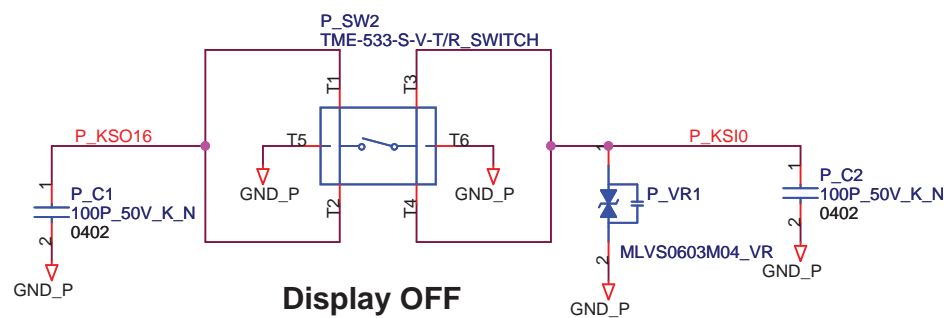 P_SW2
TME-533-S-V-T/R_SWITCH
T1
T3
P_KSO16
T5
T6
1
P_KSI0
GND_P
GND_P
1
P_C1
100P_50V_K_N
0402
2
T2
T4
P_VR1
1
P_C2
100P_50V_K_N
0402
2
2
MLVS0603M04_VR
GND_P
GND_P
GND_P
Display OFF